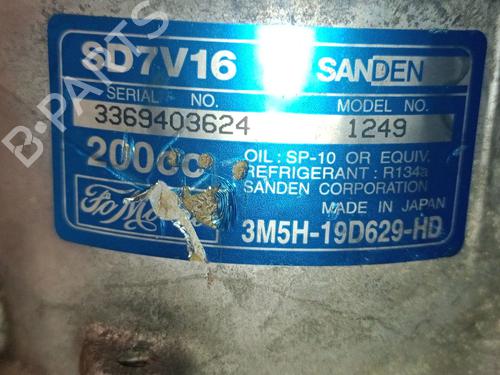 SD7V16 SANDEN
SERIAL NO. MODEL NO.
3369403624 1249
200cc OIL : SP-10 OR EQUIV.
REFRIGERANT : R134a
SANDEN CORPORATION
MADE IN JAPAN
3M5H-19D629-HD
B-PARTS